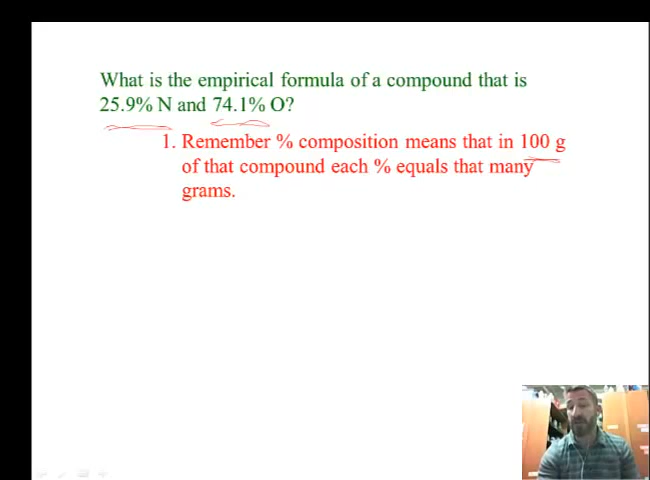 What is the empirical formula of a compound that is
25.9% N and 74.1% O?
1. Remember % composition means that in 100 g
of that compound each % equals that many
grams.